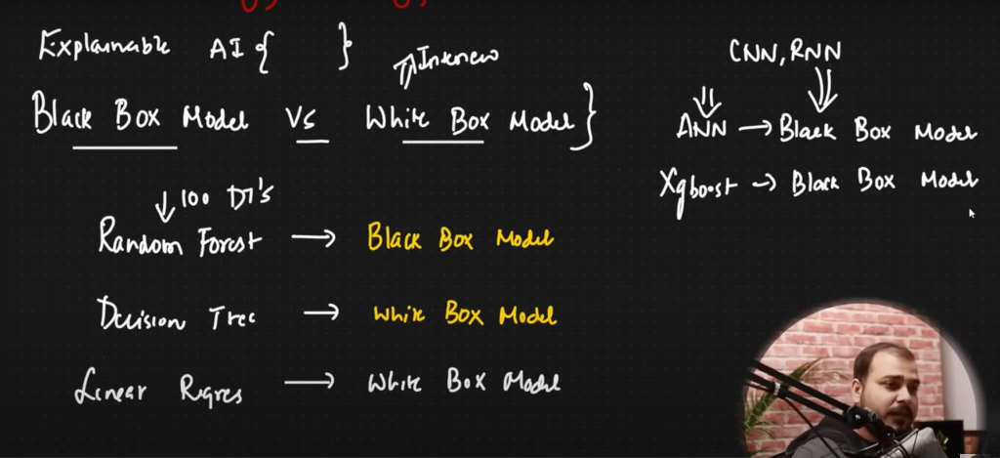 Explainable AI { }
Interview
Black Box Model vs White Box Model }
100 DT's
Random Forest → Black Box Model
Decision Tree → White Box Model
Linear Regres → White Box Model
CNN, RNN
ANN → Black Box Model
Xgboost → Black Box Model